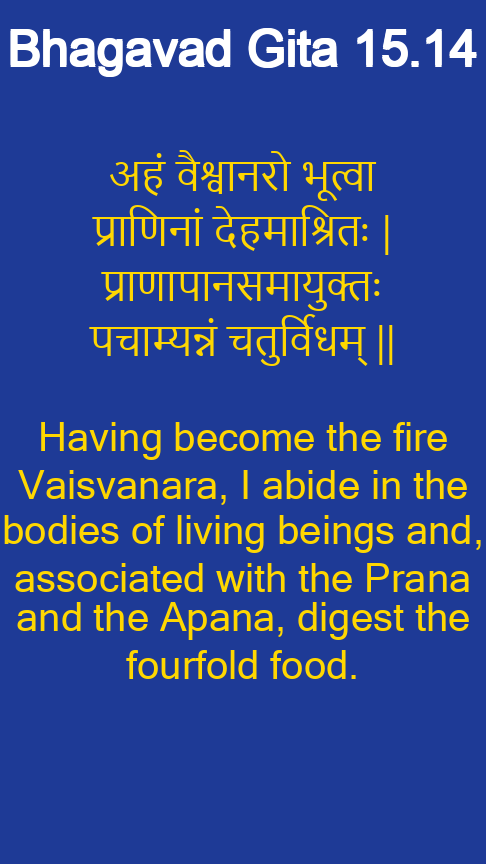 Bhagavad Gita 15.14
अहं वैश्वानरो भूत्वा
प्राणिनां देहमाश्रितः |
प्राणापानसमायुक्तः
पचाम्यन्नं चतुर्विधम् ||
Having become the fire
Vaisvanara, I abide in the
bodies of living beings and,
associated with the Prana
and the Apana, digest the
fourfold food.